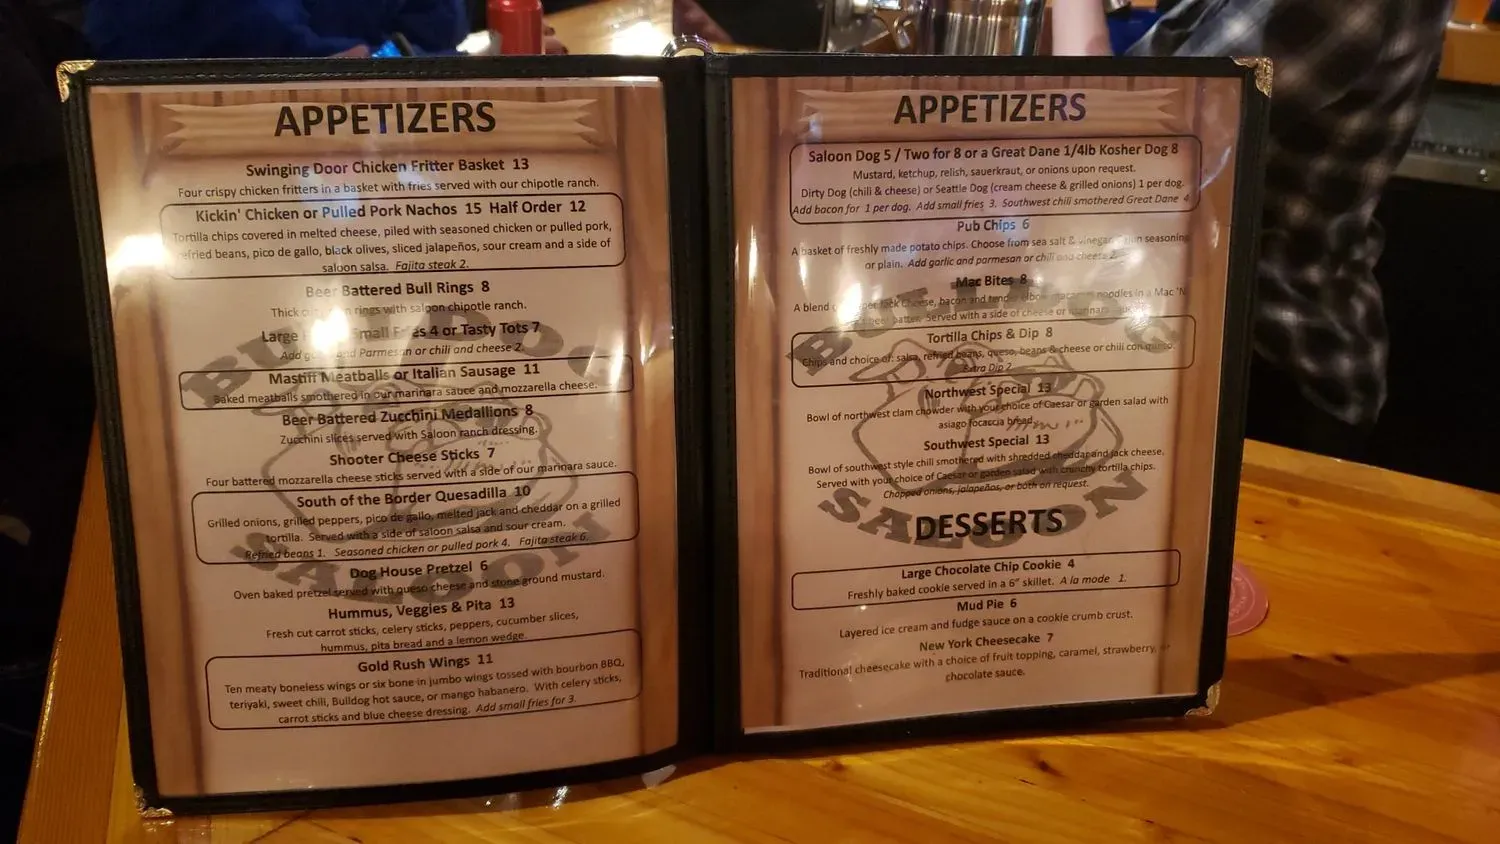 APPETIZERS
Swinging Door Chicken Fritter Basket 13
Four crispy chicken fritters in a basket with fries served with our chipotle ranch.
Kickin' Chicken or Pulled Pork Nachos 15 Half Order 12
Tortilla chips covered in melted cheese, piled with seasoned chicken or pulled pork,
refried beans, pico de gallo, black olives, sliced jalapeños, sour cream and a side of
saloon salsa. Fajita steak 2.
Beer Battered Bull Rings 8
Thick rings with saloon chipotle ranch.
Large Small Fries 4 or Tasty Tots 7
Add and Parmesan or chili and cheese 2.
Mastiff Meatballs or Italian Sausage 11
Baked meatballs smothered in our marinara sauce and mozzarella cheese.
Beer Battered Zucchini Medallions 8
Zucchini slices served with Saloon ranch dressing.
Shooter Cheese Sticks 7
Four battered mozzarella cheese sticks served with a side of our marinara sauce.
South of the Border Quesadilla 10
Grilled onions, grilled peppers, pico de gallo, melted jack and cheddar on a grilled
tortilla. Served with a side of saloon salsa and sour cream.
Refried beans 1. Seasoned chicken or pulled pork 4. Fajita steak 6.
Dog House Pretzel 6
Oven baked pretzel served with queso cheese and stone ground mustard.
Hummus, Veggies & Pita 13
Fresh cut carrot sticks, celery sticks, peppers, cucumber slices,
hummus, pita bread and a lemon wedge.
Gold Rush Wings 11
Ten meaty boneless wings or six bone in jumbo wings tossed with bourbon BBQ,
teriyaki, sweet chili, Bulldog hot sauce, or mango habanero. With celery sticks,
carrot sticks and blue cheese dressing. Add small fries for 3.
BULLDOG
SALOON
APPETIZERS
Saloon Dog 5 / Two for 8 or a Great Dane 1/4lb Kosher Dog 8
Mustard, ketchup, relish, sauerkraut, or onions upon request.
Dirty Dog (chili & cheese) or Seattle Dog (cream cheese & grilled onions) 1 per dog.
Add bacon for 1 per dog. Add small fries 3. Southwest chili smothered Great Dane 4
Pub Chips 6
A basket of freshly made potato chips. Choose from sea salt & vinegar, cajun seasoning
or plain. Add garlic and parmesan or chili and cheese 2.
Mac Bites 8
A blend of pepper jack cheese, bacon and tender elbow macaroni noodles in a Mac 'N
beer batter. Served with a side of cheese or marinara sauce.
Tortilla Chips & Dip 8
Chips and choice of: salsa, refried beans, queso, beans & cheese or chili con queso.
Extra Dip 2
Northwest Special 13
Bowl of northwest clam chowder with your choice of Caesar or garden salad with
asiago focaccia bread.
Southwest Special 13
Bowl of southwest style chili smothered with shredded cheddar and jack cheese.
Served with your choice of Caesar or garden salad with crunchy tortilla chips.
Chopped onions, jalapeños, or both on request.
BULLDOG
SALOON
DESSERTS
Large Chocolate Chip Cookie 4
Freshly baked cookie served in a 6" skillet. A la mode 1.
Mud Pie 6
Layered ice cream and fudge sauce on a cookie crumb crust.
New York Cheesecake 7
Traditional cheesecake with a choice of fruit topping, caramel, strawberry, or
chocolate sauce.